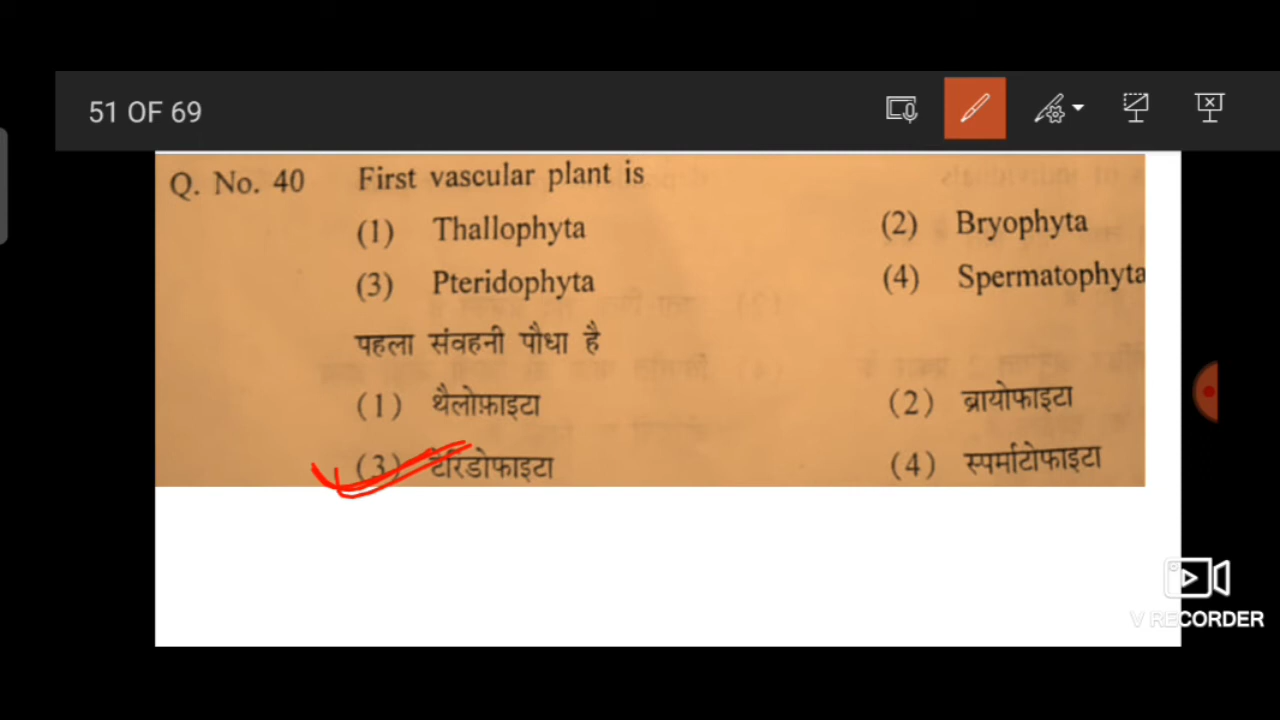 51 OF 69
Q. No. 40 First vascular plant is
(1) Thallophyta (2) Bryophyta
(3) Pteridophyta (4) Spermatophyta
पहला संवहनी पौधा है
(1) थैलोफ़ाइटा (2) ब्रायोफाइटा
(3) टेरिडोफाइटा (4) स्पर्माटोफाइटा
V RECORDER